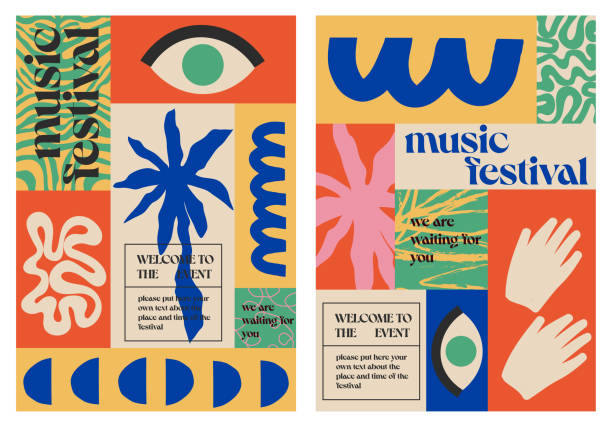 music
festival
WELCOME TO
THE EVENT
please put here your
own text about the
place and time of the
festival
we are
waiting for
you
music
festival
we are
waiting for
you
WELCOME TO
THE EVENT
please put here your
own text about the
place and time of the
festival